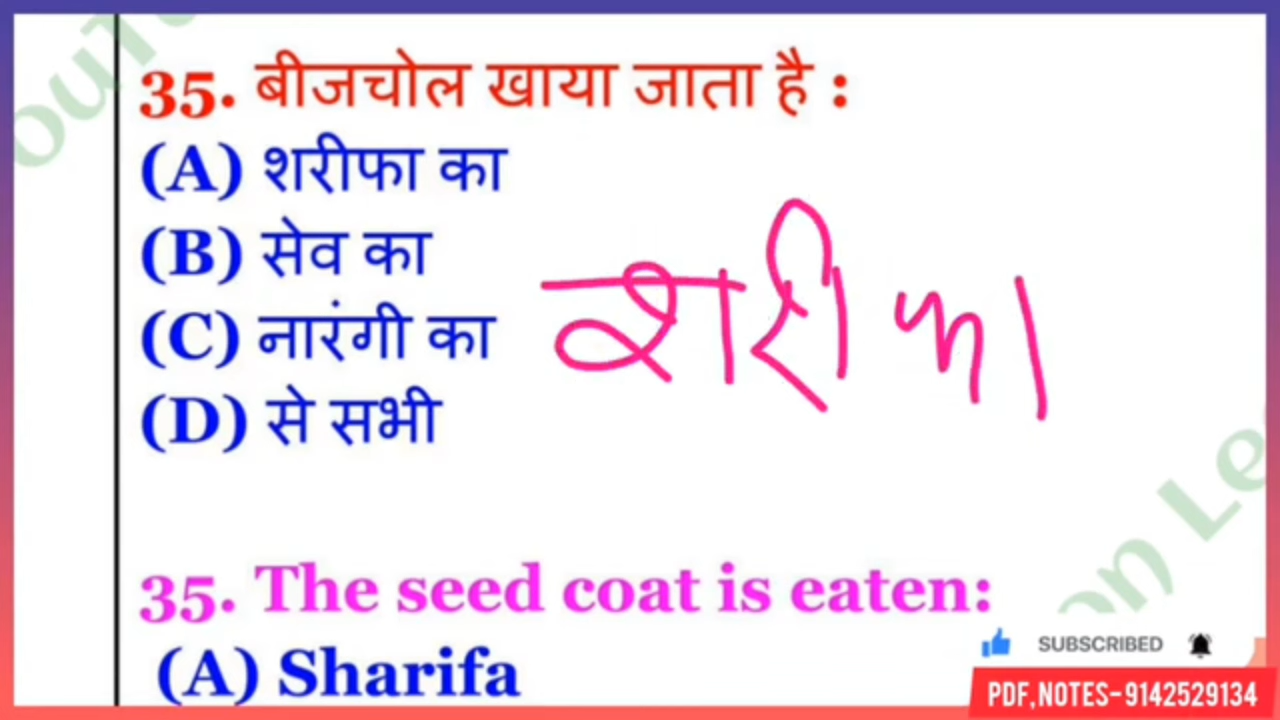 35. बीजचोल खाया जाता है :
(A) शरीफा का
(B) सेव का
(C) नारंगी का
(D) से सभी
शरीफा
35. The seed coat is eaten:
(A) Sharifa
SUBSCRIBED
PDF,NOTES-9142529134